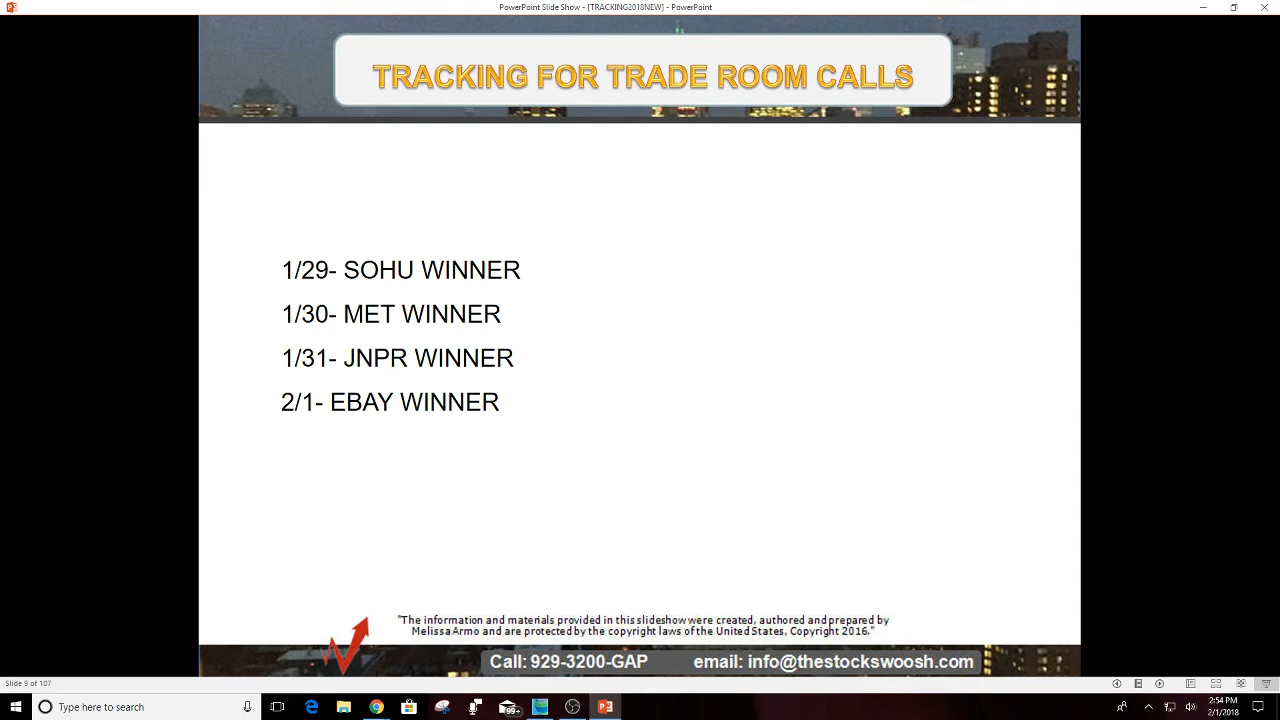 PowerPoint Slide Show - [TRACKING2018NEW] - PowerPoint
TRACKING FOR TRADE ROOM CALLS
1/29- SOHU WINNER
1/30- MET WINNER
1/31- JNPR WINNER
2/1- EBAY WINNER
"The information and materials provided in this slideshow were created, authored and prepared by
Melissa Armo and are protected by the copyright laws of the United States, Copyright 2016."
Call: 929-3200-GAP email: info@thestockswoosh.com
Slide 9 of 107
Type here to search
99+
2:54 PM
2/1/2018